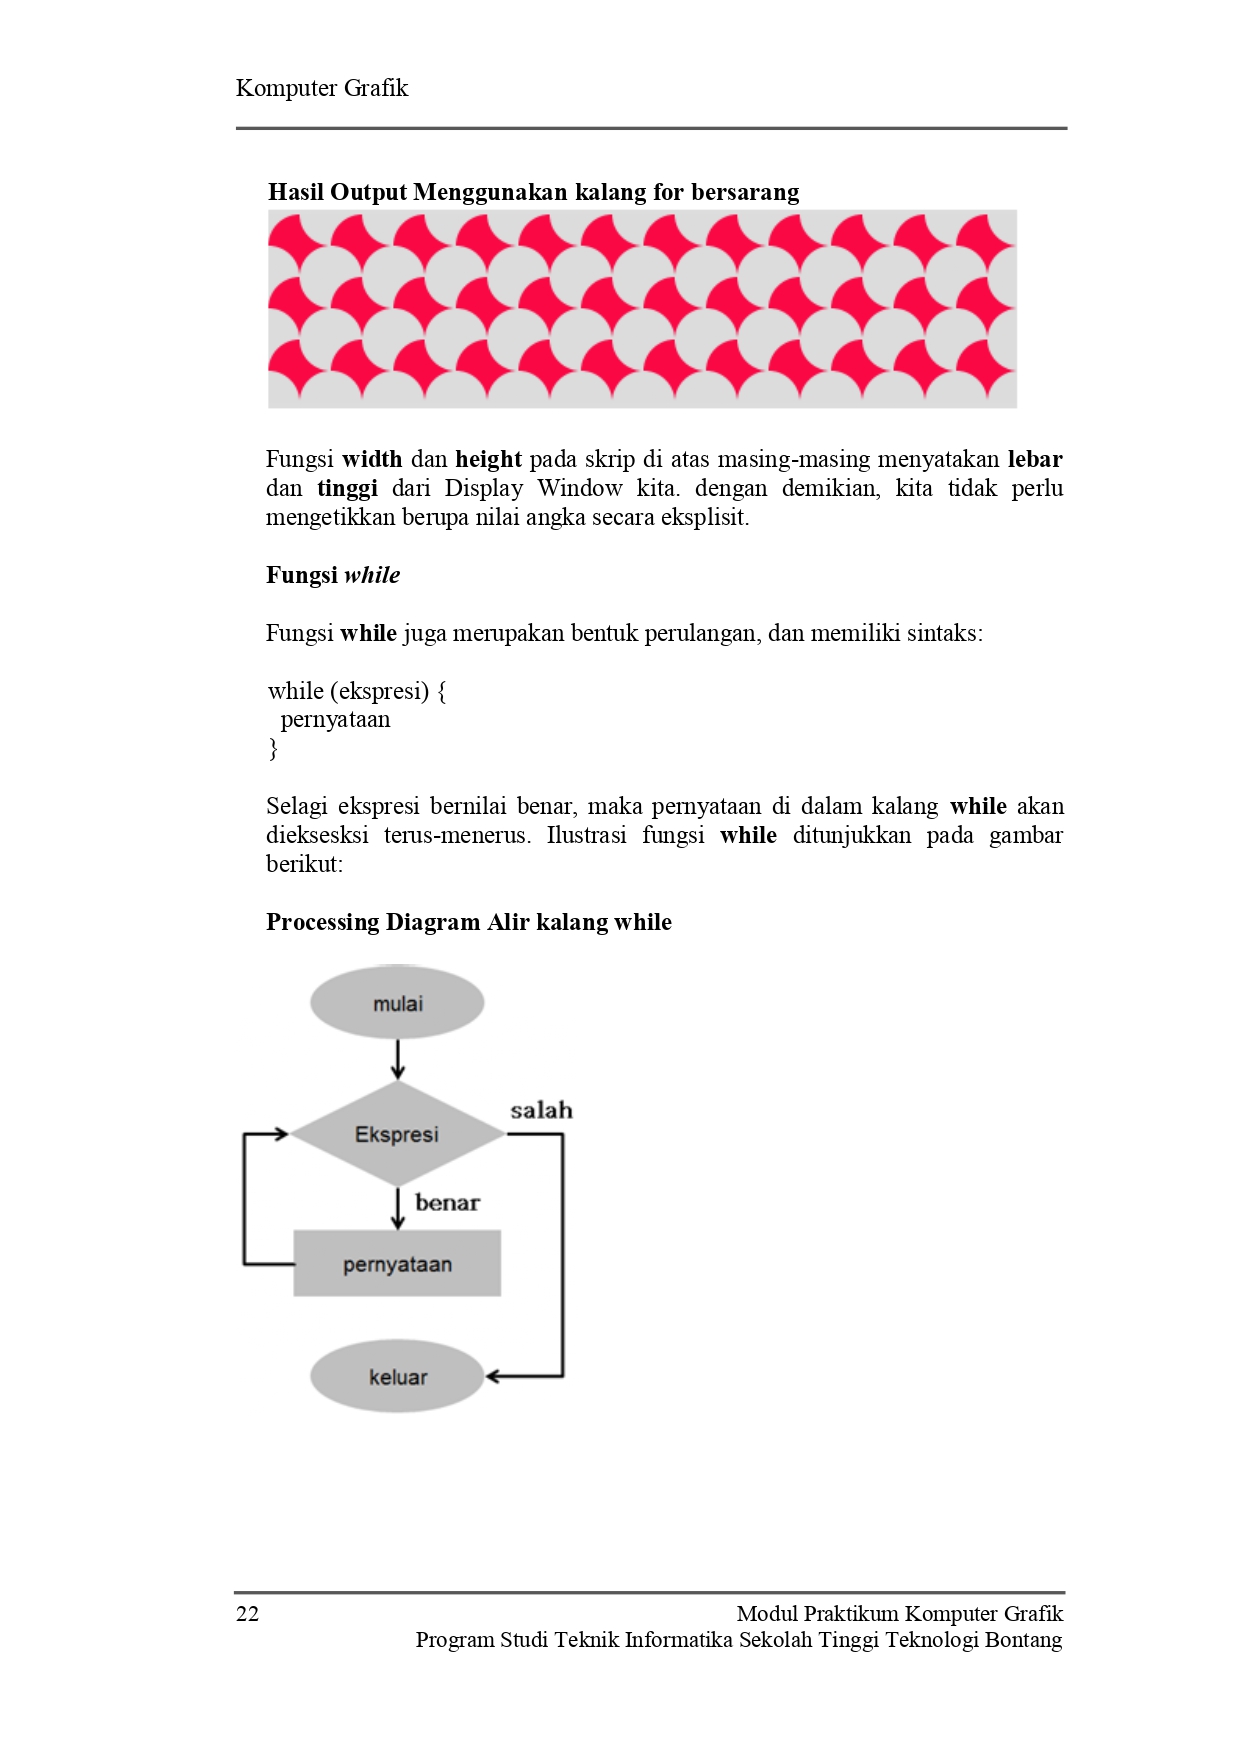 Komputer Grafik
Hasil Output Menggunakan kalang for bersarang
Fungsi width dan height pada skrip di atas masing-masing menyatakan lebar
dan tinggi dari Display Window kita. dengan demikian, kita tidak perlu
mengetikkan berupa nilai angka secara eksplisit.
Fungsi while
Fungsi while juga merupakan bentuk perulangan, dan memiliki sintaks:
while (ekspresi) {
pernyataan
}
Selagi ekspresi bernilai benar, maka pernyataan di dalam kalang while akan
dieksesksi terus-menerus. Ilustrasi fungsi while ditunjukkan pada gambar
berikut:
Processing Diagram Alir kalang while
mulai
salah
Ekspresi
benar
pernyataan
keluar
22
Modul Praktikum Komputer Grafik
Program Studi Teknik Informatika Sekolah Tinggi Teknologi Bontang